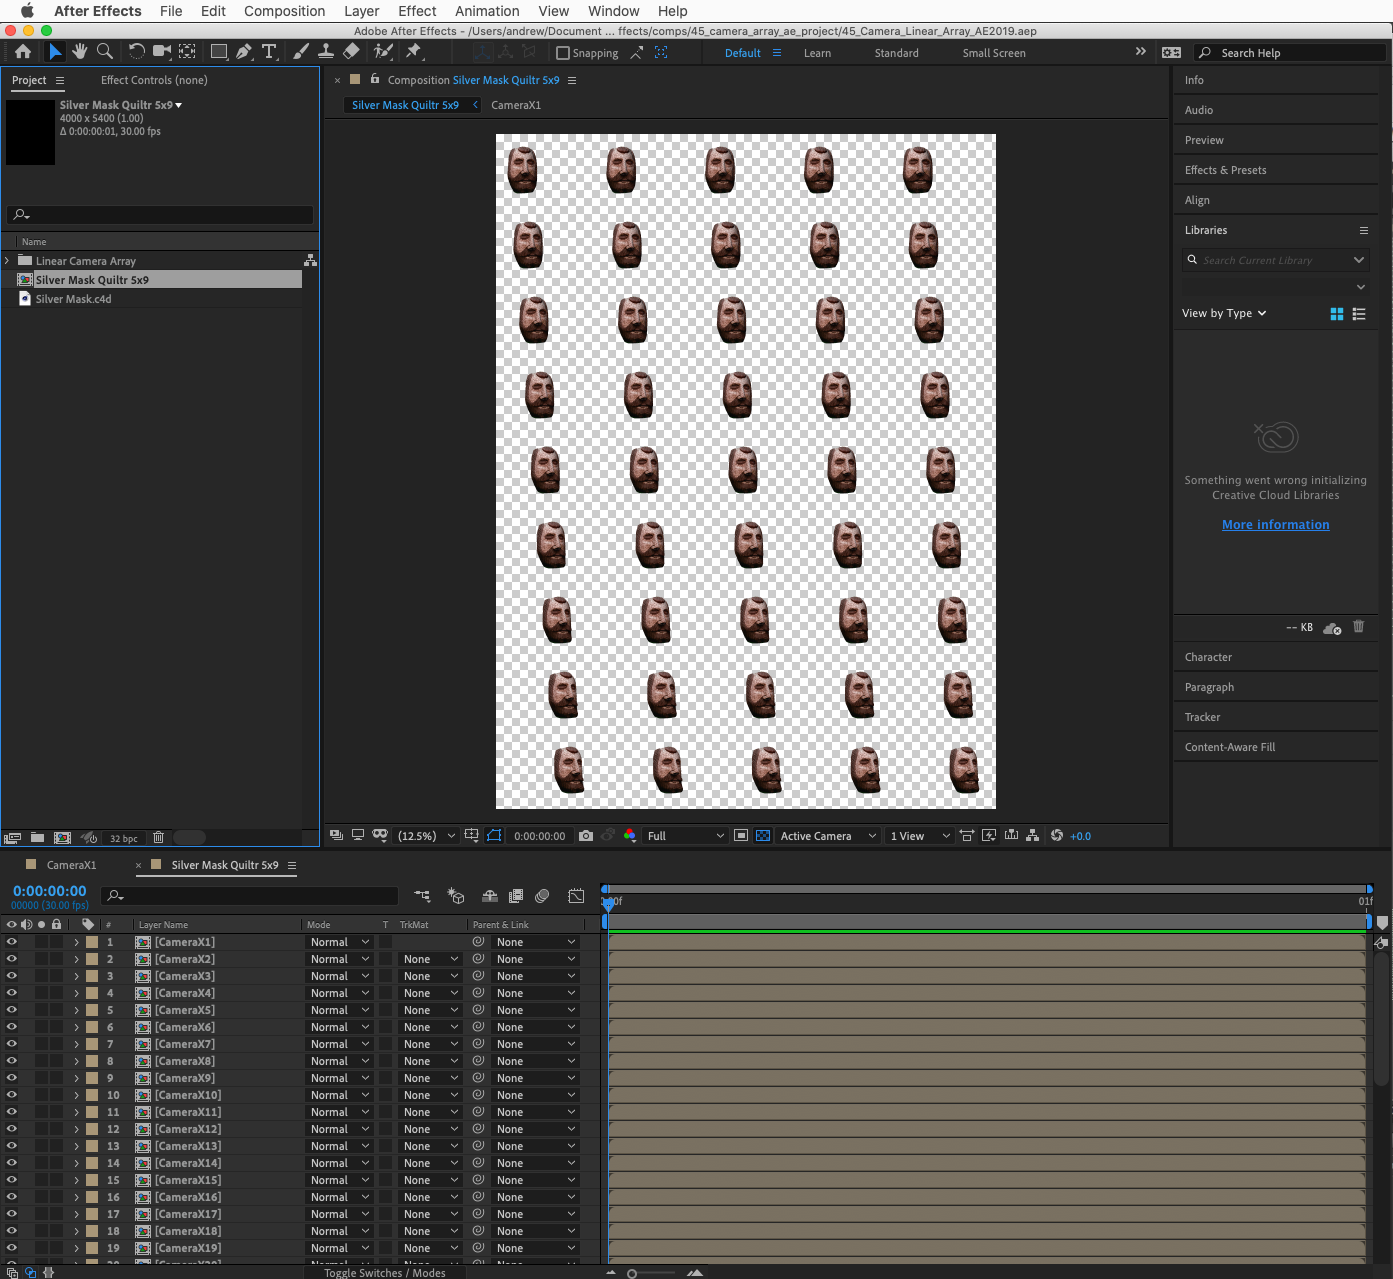 After Effects File Edit Composition Layer Effect Animation View Window Help
Adobe After Effects - /Users/andrew/Document ... ffects/comps/45_camera_array_ae_project/45_Camera_Linear_Array_AE2019.aep
Snapping Default Learn Standard Small Screen Search Help
Project Effect Controls (none)
Silver Mask Quiltr 5x9
4000 x 5400 (1.00)
Δ 0:00:00:01, 30.00 fps
Name
Linear Camera Array
Silver Mask Quiltr 5x9
Silver Mask.c4d
32 bpc
Composition Silver Mask Quiltr 5x9
Silver Mask Quiltr 5x9 CameraX1
(12.5%) 0:00:00:00 Full Active Camera 1 View +0.0
Info
Audio
Preview
Effects & Presets
Align
Libraries
Search Current Library
View by Type
Something went wrong initializing
Creative Cloud Libraries
More information
-- KB
Character
Paragraph
Tracker
Content-Aware Fill
CameraX1 Silver Mask Quiltr 5x9
0:00:00:00
00000 (30.00 fps)
01f
# Layer Name Mode T TrkMat Parent & Link
1 [CameraX1] Normal None
2 [CameraX2] Normal None None
3 [CameraX3] Normal None None
4 [CameraX4] Normal None None
5 [CameraX5] Normal None None
6 [CameraX6] Normal None None
7 [CameraX7] Normal None None
8 [CameraX8] Normal None None
9 [CameraX9] Normal None None
10 [CameraX10] Normal None None
11 [CameraX11] Normal None None
12 [CameraX12] Normal None None
13 [CameraX13] Normal None None
14 [CameraX14] Normal None None
15 [CameraX15] Normal None None
16 [CameraX16] Normal None None
17 [CameraX17] Normal None None
18 [CameraX18] Normal None None
19 [CameraX19] Normal None None
Toggle Switches / Modes